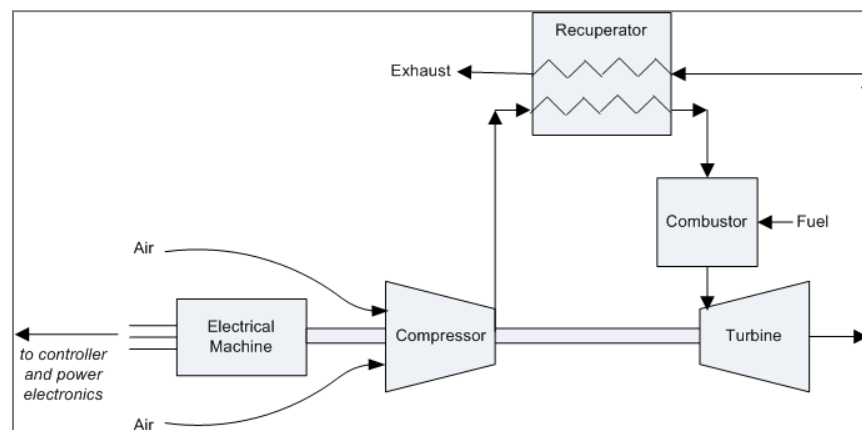 Recuperator
Exhaust
Combustor
Fuel
Air
Electrical
Machine
Compressor
Turbine
to controller
and power
electronics
Air